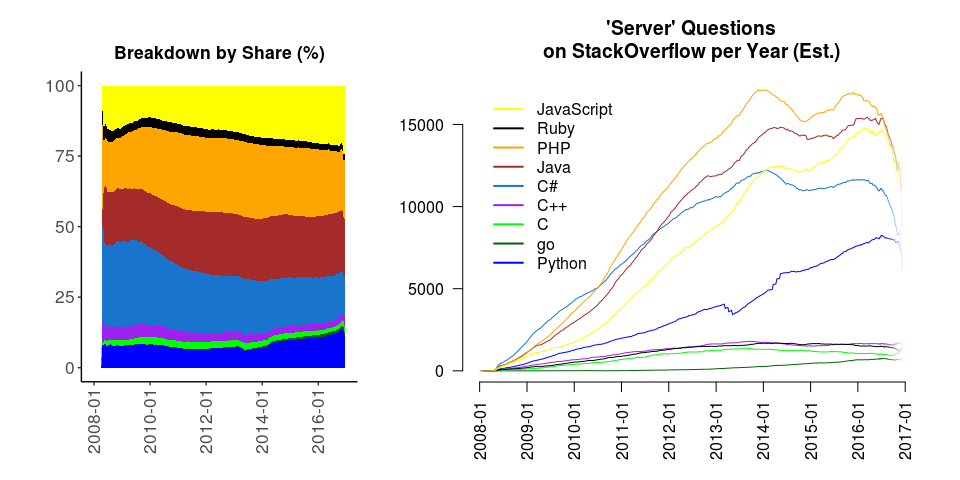 Breakdown by Share (%)
100
75
50
25
0
2008-01
2010-01
2012-01
2014-01
2016-01
'Server' Questions
on StackOverflow per Year (Est.)
15000
10000
5000
0
JavaScript
Ruby
PHP
Java
C#
C++
C
go
Python
2008-01
2009-01
2010-01
2011-01
2012-01
2013-01
2014-01
2015-01
2016-01
2017-01